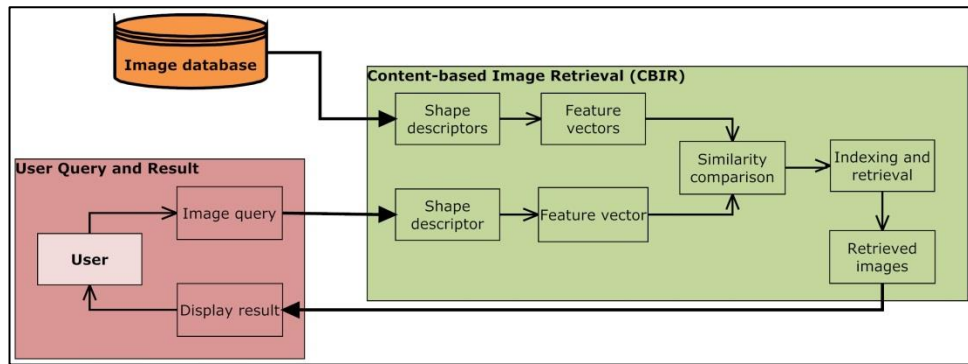 Image database
Content-based Image Retrieval (CBIR)
Shape
descriptors
Feature
vectors
Similarity
comparison
Indexing and
retrieval
User Query and Result
Image query
Shape
descriptor
Feature vector
User
Retrieved
images
Display result